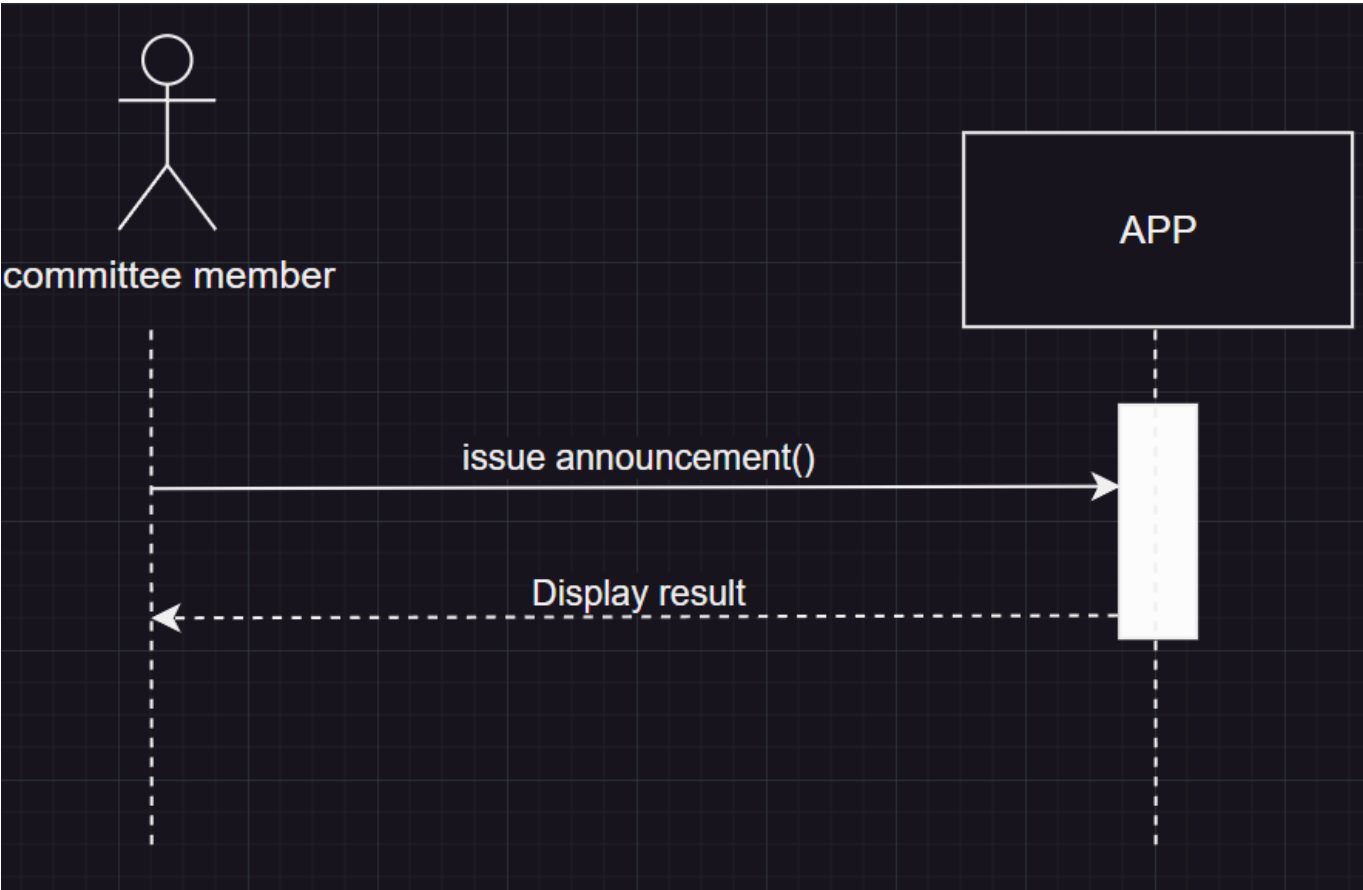 committee member
APP
issue announcement()
Display result